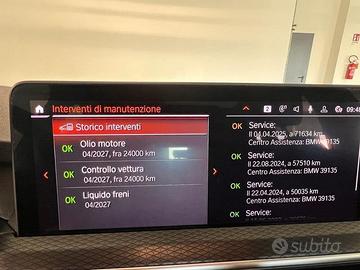 Interventi di manutenzione
2
09:48
Storico interventi
OK Olio motore
04/2027, fra 24000 km
OK Controllo vettura
04/2027, fra 24000 km
OK Liquido freni
04/2027
OK Service:
Il 04.04.2025, a 71634 km
Centro Assistenza: BMW 39135
OK Service:
Il 22.08.2024, a 57510 km
Centro Assistenza: BMW 39135
OK Service:
Il 22.04.2024, a 50035 km
Centro Assistenza: BMW 39135
OK Service:
subito